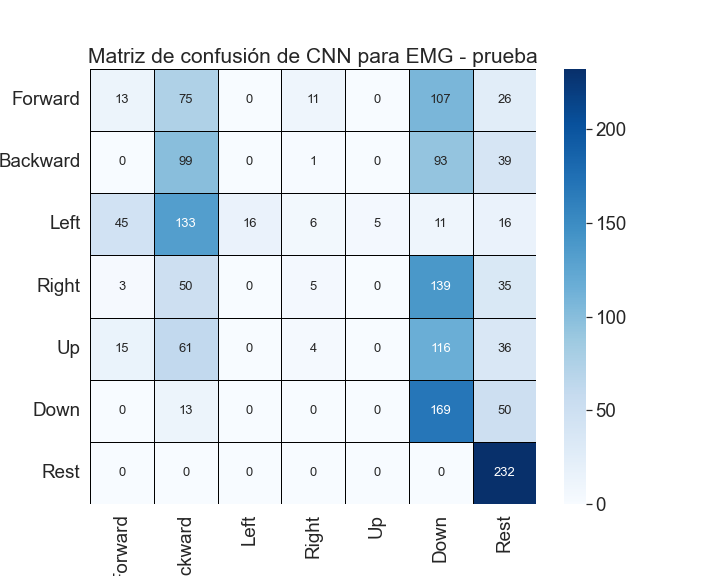 Matriz de confusión de CNN para EMG - prueba
Forward 13 75 0 11 0 107 26
Backward 0 99 0 1 0 93 39
Left 45 133 16 6 5 11 16
Right 3 50 0 5 0 139 35
Up 15 61 0 4 0 116 36
Down 0 13 0 0 0 169 50
Rest 0 0 0 0 0 0 232
Forward
ckward
Left
Right
Up
Down
Rest
200
150
100
50
0